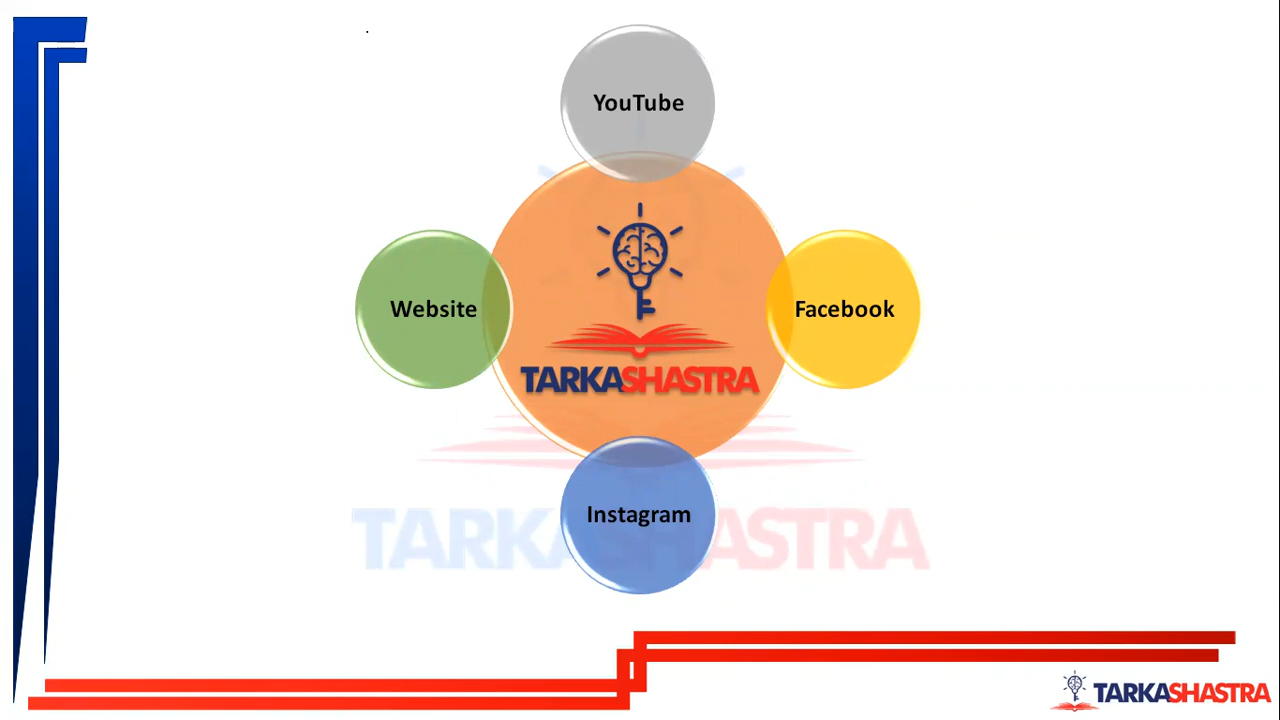 YouTube
Website
Facebook
TARKASHASTRA
Instagram
TARKASHASTRA
TARKASHASTRA